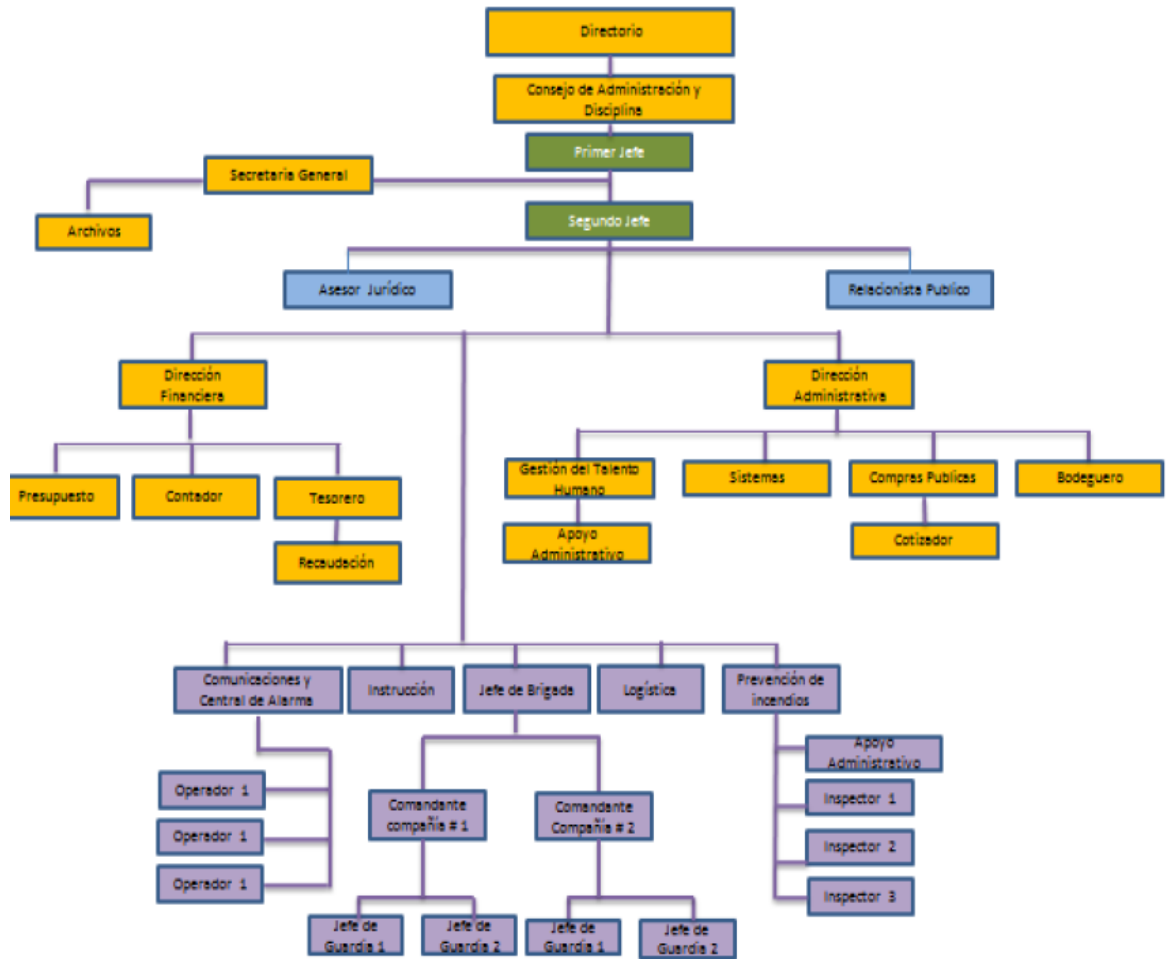 Directorio
Consejo de Administración y
Disciplina
Primer Jefe
Secretaria General
Archivos
Segundo Jefe
Asesor Jurídico
Relacionista Publico
Dirección
Financiera
Dirección
Administrativa
Presupuesto
Contador
Tesorero
Recaudación
Gestión del Talento
Humano
Sistemas
Compras Publicas
Bodeguero
Apoyo
Administrativo
Cotizador
Comunicaciones y
Central de Alarma
Instrucción
Jefe de Brigada
Logística
Prevención de
incendios
Apoyo
Administrativo
Operador 1
Operador 1
Operador 1
Comandante
compañía # 1
Comandante
Compañía # 2
Inspector 1
Inspector 2
Inspector 3
Jefe de
Guardia 1
Jefe de
Guardia 2
Jefe de
Guardia 1
Jefe de
Guardia 2